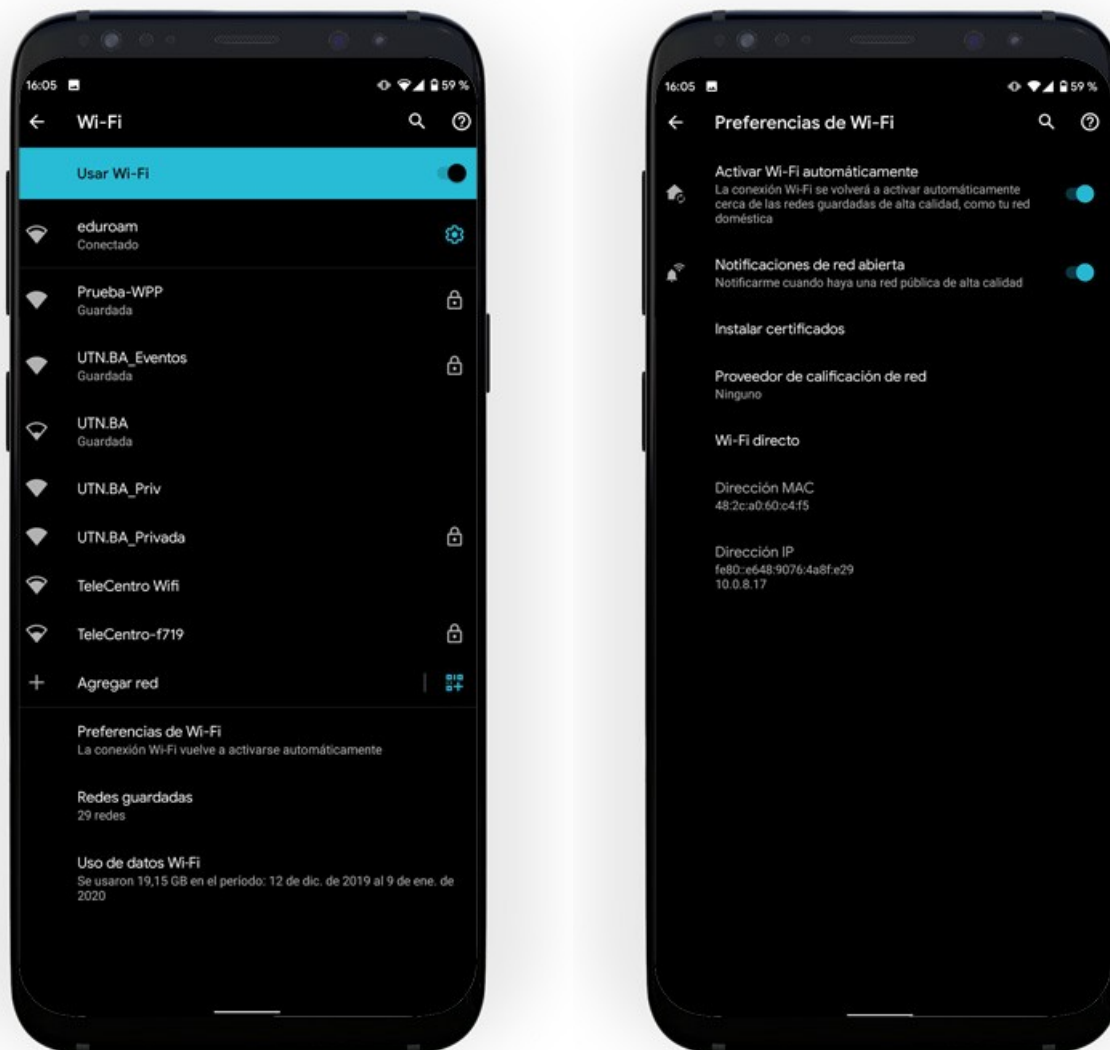 16:05
59 %
Wi-Fi
Usar Wi-Fi
eduroam
Conectado
Prueba-WPP
Guardada
UTN.BA_Eventos
Guardada
UTN.BA
Guardada
UTN.BA_Priv
UTN.BA_Privada
TeleCentro Wifi
TeleCentro-f719
Agregar red
Preferencias de Wi-Fi
La conexión Wi-Fi vuelve a activarse automáticamente
Redes guardadas
29 redes
Uso de datos Wi-Fi
Se usaron 19,15 GB en el período: 12 de dic. de 2019 al 9 de ene. de
2020
16:05
59 %
Preferencias de Wi-Fi
Activar Wi-Fi automáticamente
La conexión Wi-Fi se volverá a activar automáticamente
cerca de las redes guardadas de alta calidad, como tu red
doméstica
Notificaciones de red abierta
Notificarme cuando haya una red pública de alta calidad
Instalar certificados
Proveedor de calificación de red
Ninguno
Wi-Fi directo
Dirección MAC
48:2c:a0:60:c4:f5
Dirección IP
fe80::e648:9076:4a8f:e29
10.0.8.17